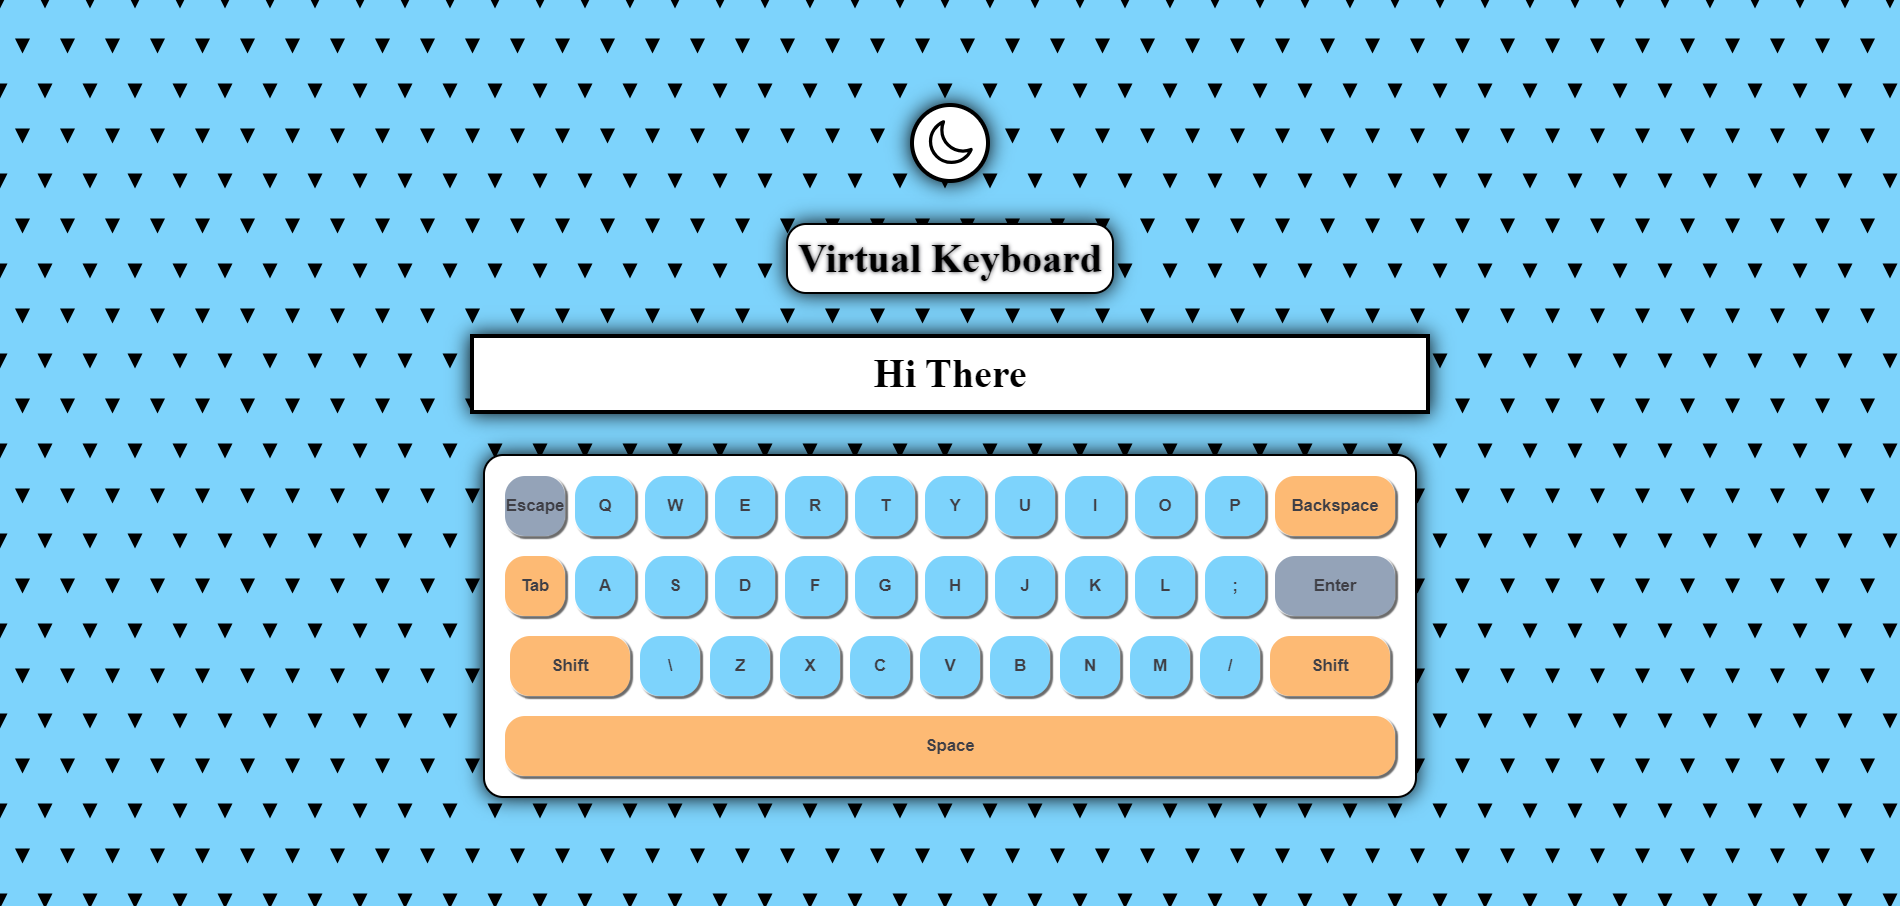 Virtual Keyboard
Hi There
Escape Q W E R T Y U I O P Backspace
Tab A S D F G H J K L ; Enter
Shift \ Z X C V B N M / Shift
Space